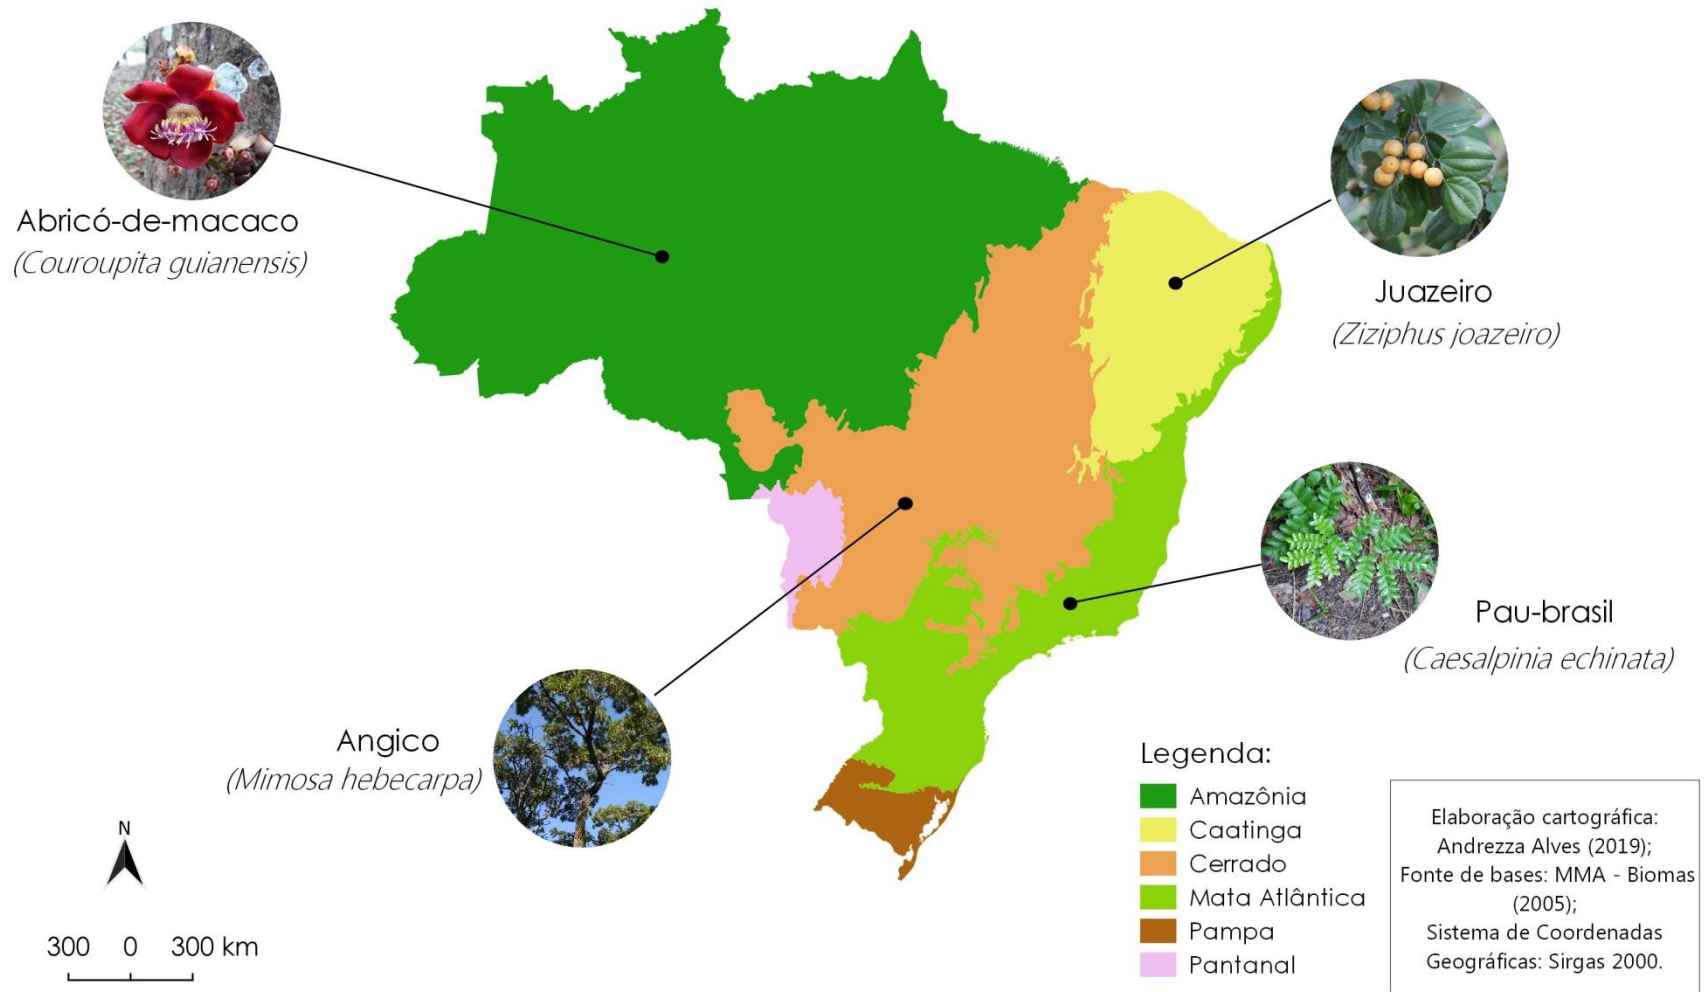 Abricó-de-macaco
(Couroupita guianensis)
Juazeiro
(Ziziphus joazeiro)
Pau-brasil
(Caesalpinia echinata)
Angico
(Mimosa hebecarpa)
N
300 0 300 km
Legenda:
Amazônia
Caatinga
Cerrado
Mata Atlântica
Pampa
Pantanal
Elaboração cartográfica:
Andrezza Alves (2019);
Fonte de bases: MMA - Biomas
(2005);
Sistema de Coordenadas
Geográficas: Sirgas 2000.